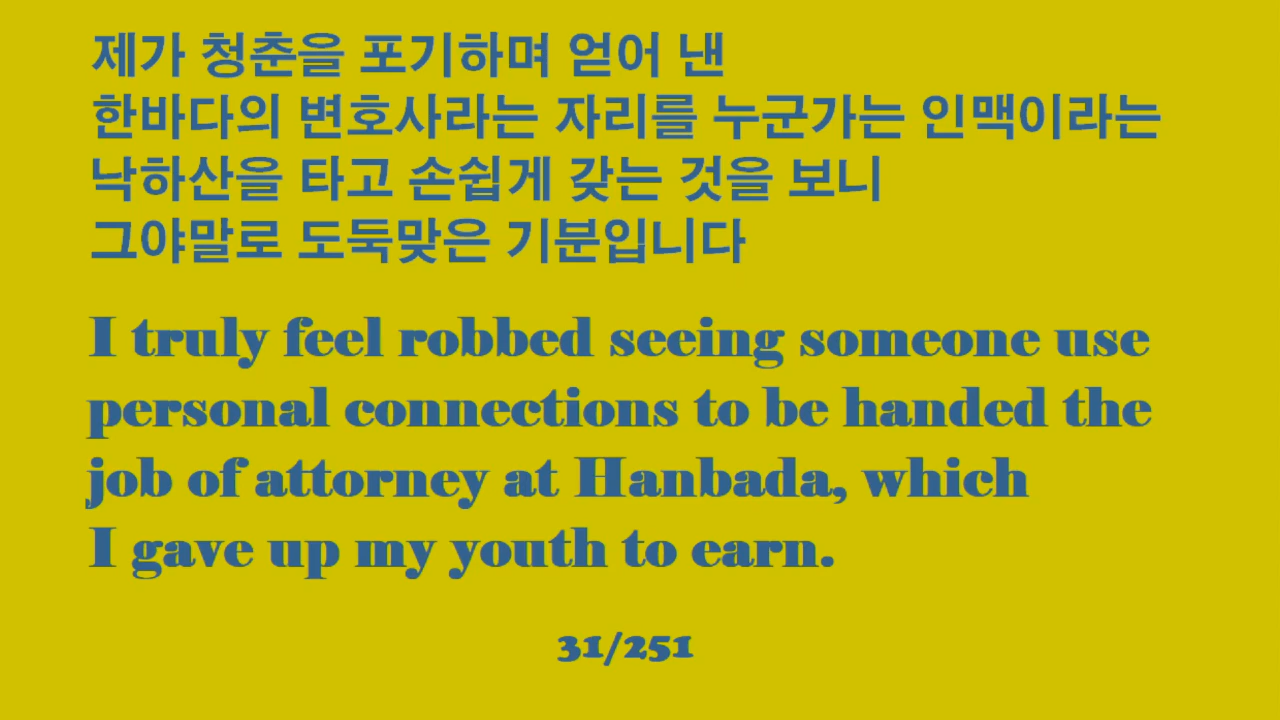 제가 청춘을 포기하며 얻어 낸
한바다의 변호사라는 자리를 누군가는 인맥이라는
낙하산을 타고 손쉽게 갖는 것을 보니
그야말로 도둑맞은 기분입니다
I truly feel robbed seeing someone use
personal connections to be handed the
job of attorney at Hanbada, which
I gave up my youth to earn.
31/251